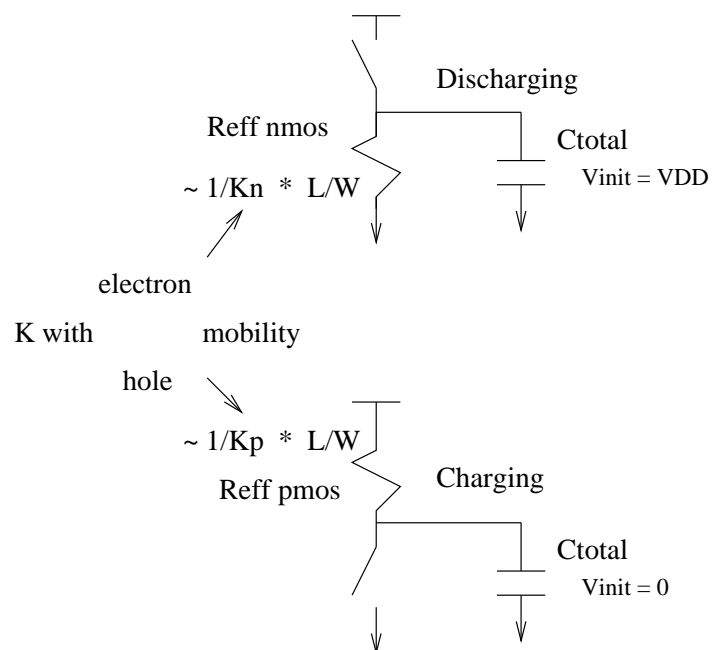 Discharging
Reff nmos
Ctotal
Vinit = VDD
~ 1/Kn * L/W
electron
K with mobility
hole
~ 1/Kp * L/W
Reff pmos
Charging
Ctotal
Vinit = 0